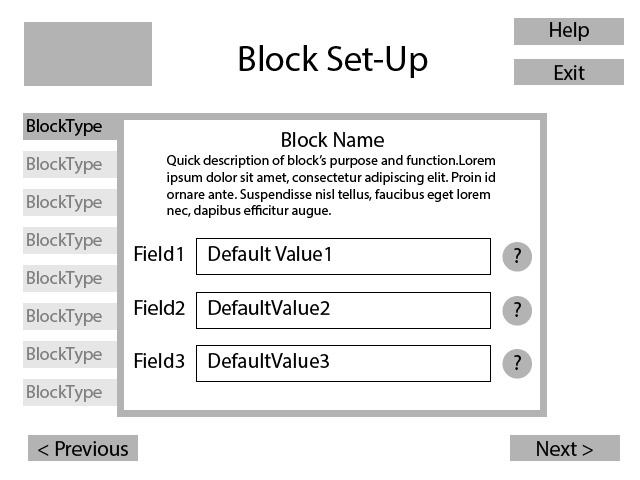 Block Set-Up
Help
Exit
BlockType
BlockType
BlockType
BlockType
BlockType
BlockType
BlockType
BlockType
Block Name
Quick description of block's purpose and function.Lorem
ipsum dolor sit amet, consectetur adipiscing elit. Proin id
ornare ante. Suspendisse nisl tellus, faucibus eget lorem
nec, dapibus efficitur augue.
Field1 Default Value1 ?
Field2 DefaultValue2 ?
Field3 DefaultValue3 ?
< Previous
Next >